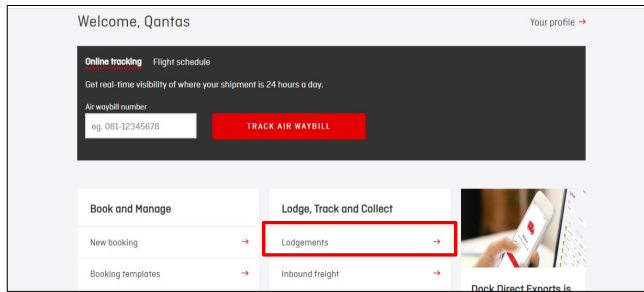 Welcome, Qantas
Your profile →
Online tracking Flight schedule
Get real-time visibility of where your shipment is 24 hours a day.
Air waybill number
eg. 081-12345678
TRACK AIR WAYBILL
Book and Manage
New booking →
Booking templates →
Lodge, Track and Collect
Lodgements →
Inbound freight →
Dock Direct Exports is